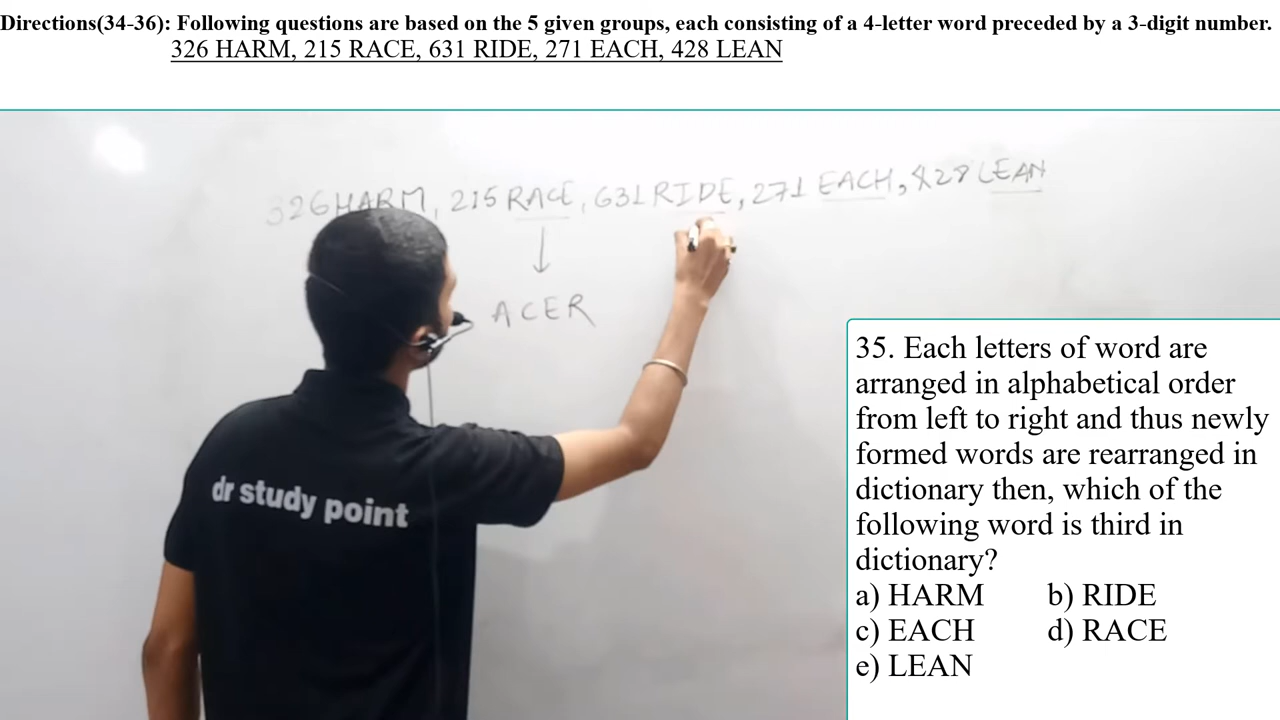 Directions(34-36): Following questions are based on the 5 given groups, each consisting of a 4-letter word preceded by a 3-digit number.
326 HARM, 215 RACE, 631 RIDE, 271 EACH, 428 LEAN
326 HARM, 215 RACE, 631 RIDE, 271 EACH, 428 LEAN
ACER
dr study point
35. Each letters of word are
arranged in alphabetical order
from left to right and thus newly
formed words are rearranged in
dictionary then, which of the
following word is third in
dictionary?
a) HARM b) RIDE
c) EACH d) RACE
e) LEAN